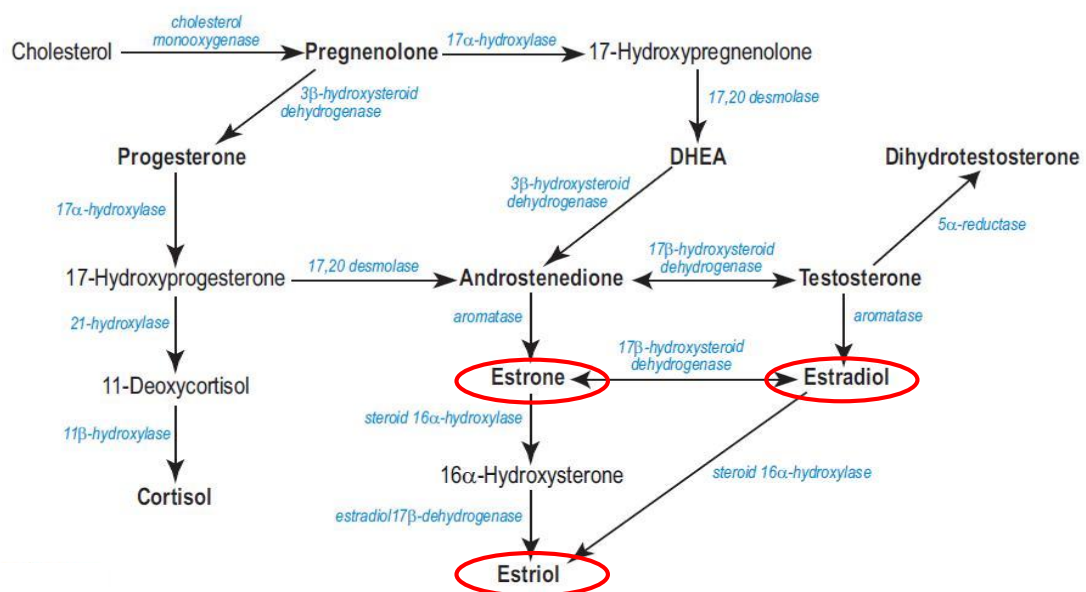 cholesterol
monooxygenase
Cholesterol
Pregnenolone
17α-hydroxylase
17-Hydroxypregnenolone
3β-hydroxysteroid
dehydrogenase
17,20 desmolase
Progesterone
DHEA
Dihydrotestosterone
17α-hydroxylase
3β-hydroxysteroid
dehydrogenase
5α-reductase
17-Hydroxyprogesterone
17,20 desmolase
Androstenedione
17β-hydroxysteroid
dehydrogenase
Testosterone
21-hydroxylase
aromatase
aromatase
11-Deoxycortisol
Estrone
17β-hydroxysteroid
dehydrogenase
Estradiol
11β-hydroxylase
steroid 16α-hydroxylase
16α-Hydroxysterone
steroid 16α-hydroxylase
Cortisol
estradiol17β-dehydrogenase
Estriol